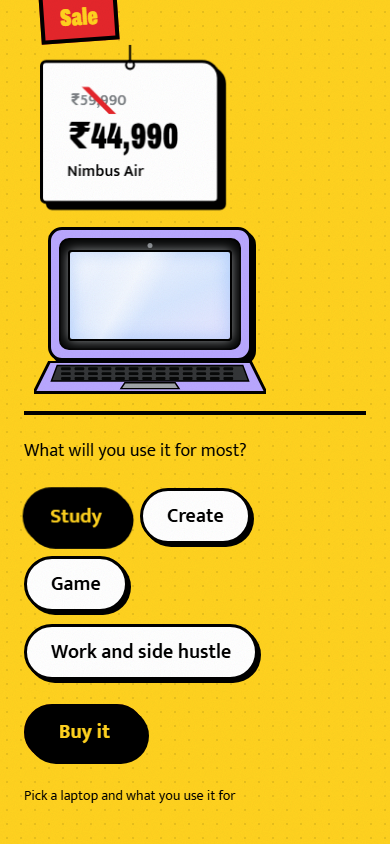 Sale
₹59,990
₹44,990
Nimbus Air
What will you use it for most?
Study
Create
Game
Work and side hustle
Buy it
Pick a laptop and what you use it for